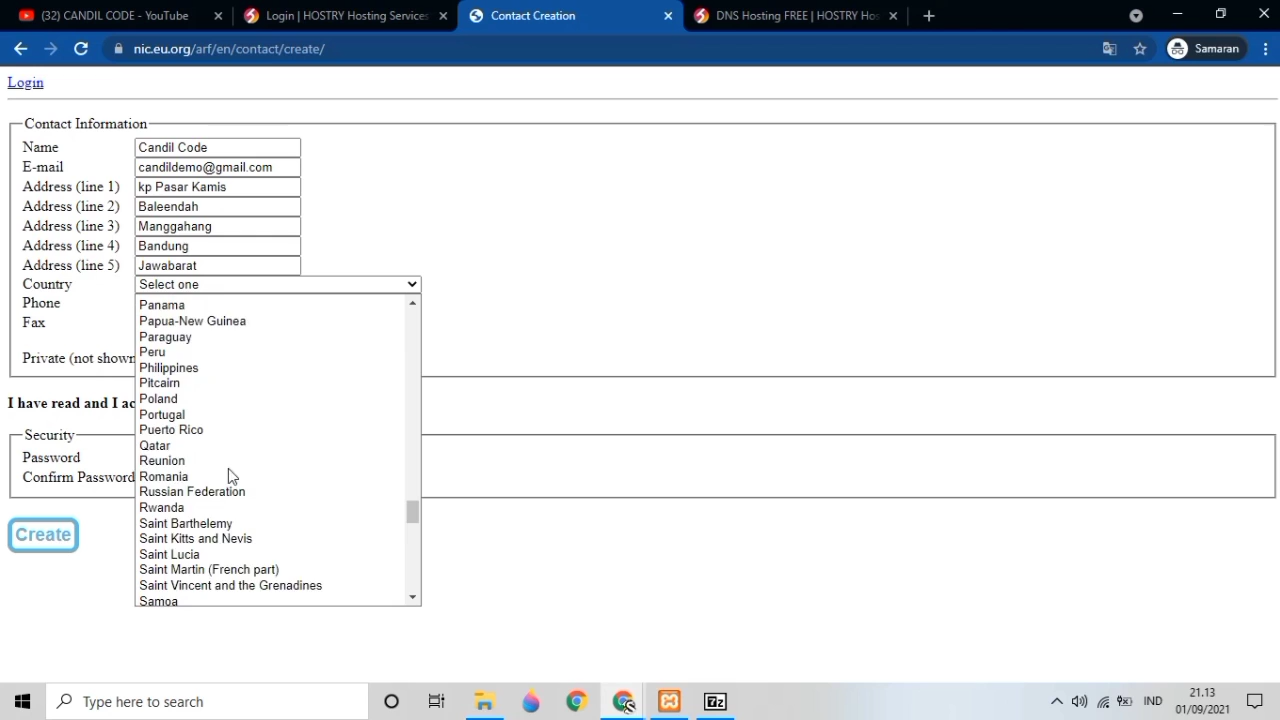 (32) CANDIL CODE - YouTube
Login | HOSTRY Hosting Services
Contact Creation
DNS Hosting FREE | HOSTRY Hos
nic.eu.org/arf/en/contact/create/
Samaran
Login
Contact Information
Name Candil Code
E-mail candildemo@gmail.com
Address (line 1) kp Pasar Kamis
Address (line 2) Baleendah
Address (line 3) Manggahang
Address (line 4) Bandung
Address (line 5) Jawabarat
Country Select one
Phone
Fax
Private (not shown
Panama
Papua-New Guinea
Paraguay
Peru
Philippines
Pitcairn
Poland
Portugal
Puerto Rico
Qatar
Reunion
Romania
Russian Federation
Rwanda
Saint Barthelemy
Saint Kitts and Nevis
Saint Lucia
Saint Martin (French part)
Saint Vincent and the Grenadines
Samoa
I have read and I ac
Security
Password
Confirm Password
Create
Type here to search
7z
IND
21.13
01/09/2021